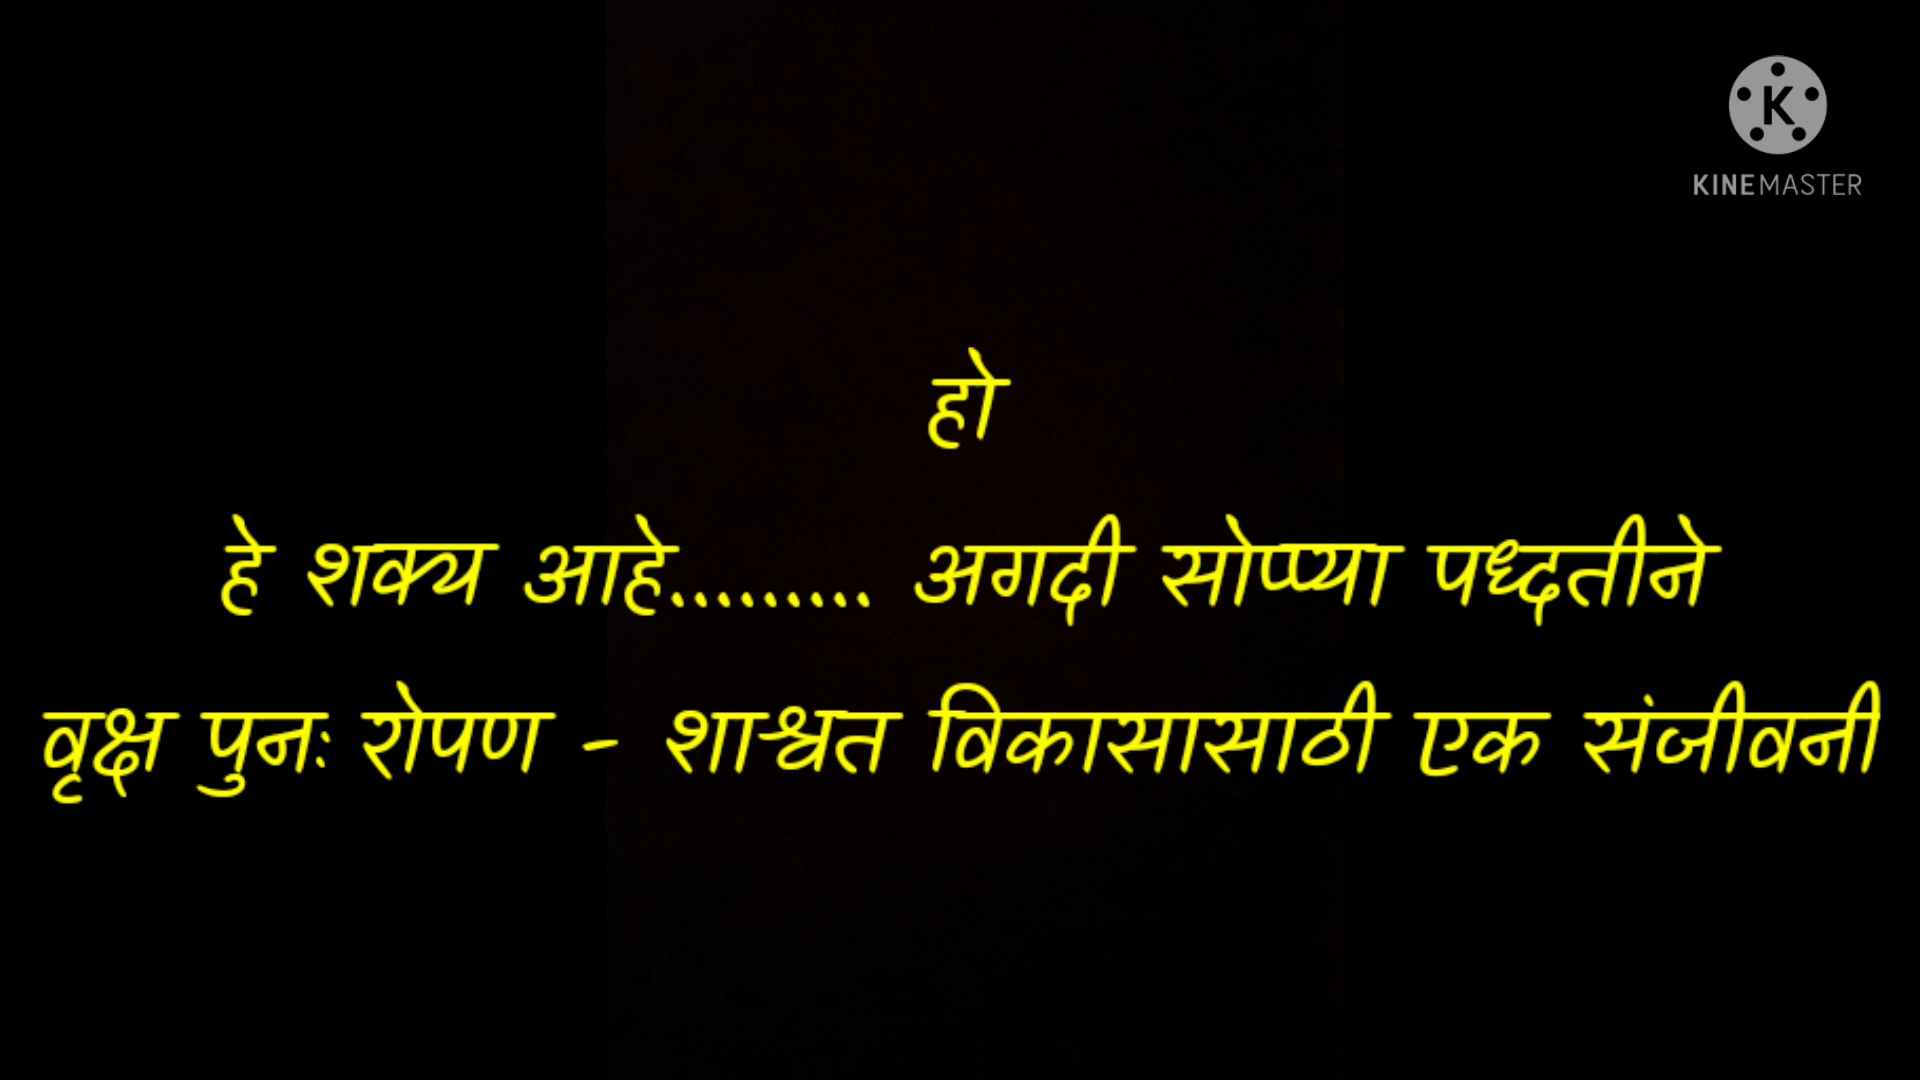 KINEMASTER
हो
हे शक्य आहे......... अगदी सोप्प्या पध्दतीने
वृक्ष पुनः रोपण - शाश्वत विकासासाठी एक संजीवनी